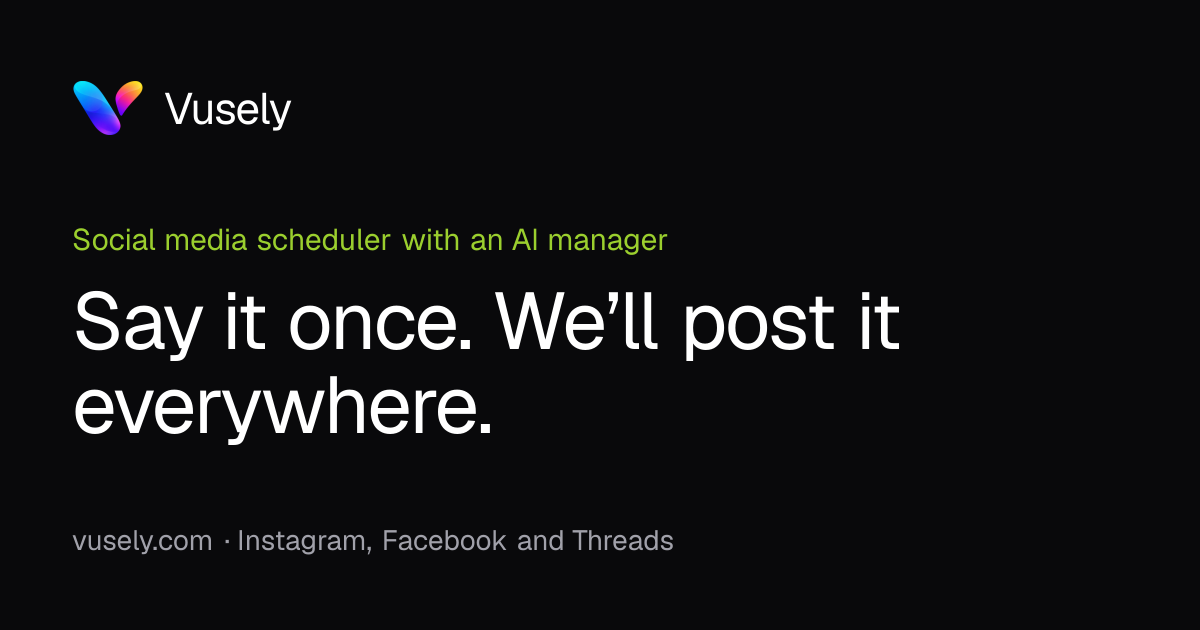 Vusely
Social media scheduler with an AI manager
Say it once. We’ll post it
everywhere.
vusely.com · Instagram, Facebook and Threads